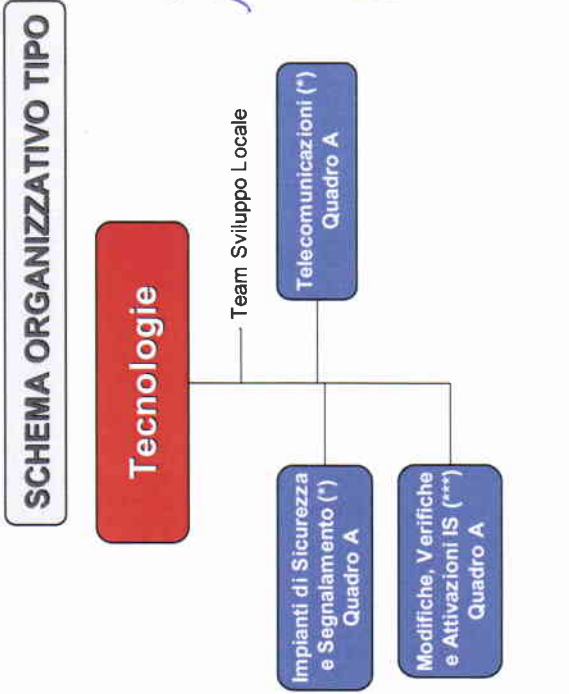 SCHEMA ORGANIZZATIVO TIPO
Tecnologie
Team Sviluppo Locale
Impianti di Sicurezza
e Segnalamento (*)
Quadro A
Telecomunicazioni (*)
Quadro A
Modifiche, Verifiche
e Attivazioni IS (***)
Quadro A